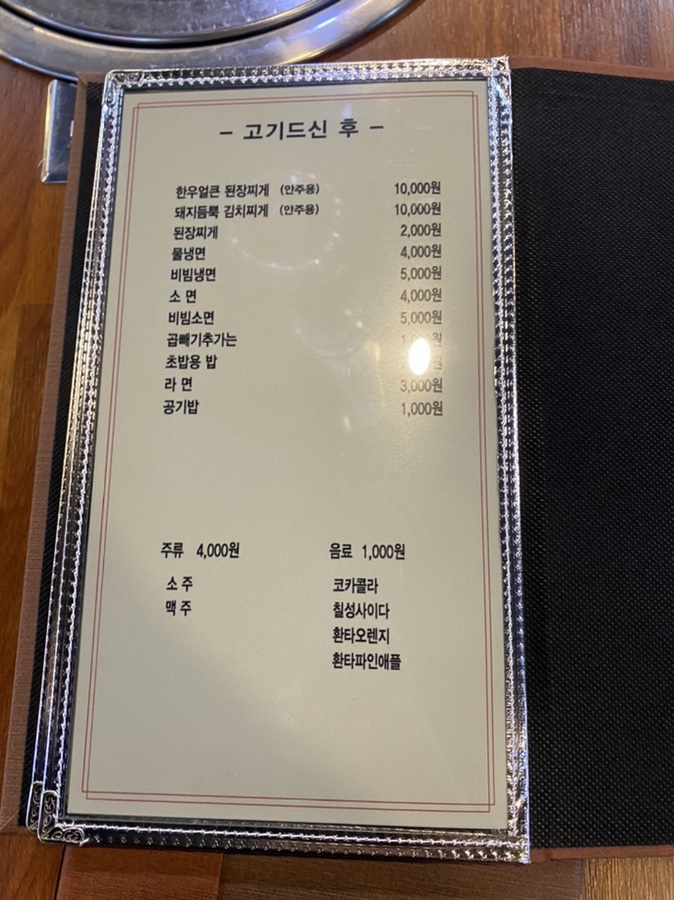 - 고기드신 후 -
한우얼큰 된장찌게 (안주용) 10,000원
돼지듬뿍 김치찌게 (안주용) 10,000원
된장찌게 2,000원
물냉면 4,000원
비빔냉면 5,000원
소 면 4,000원
비빔소면 5,000원
곱빼기추가는
초밥용 밥
라 면 3,000원
공기밥 1,000원
주류 4,000원 음료 1,000원
소 주 코카콜라
맥 주 칠성사이다
환타오렌지
환타파인애플